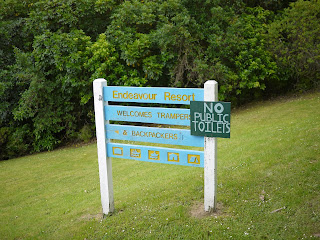 Endeavour Resort
WELCOMES TRAMPERS
& BACKPACKERS
NO
PUBLIC
TOILETS